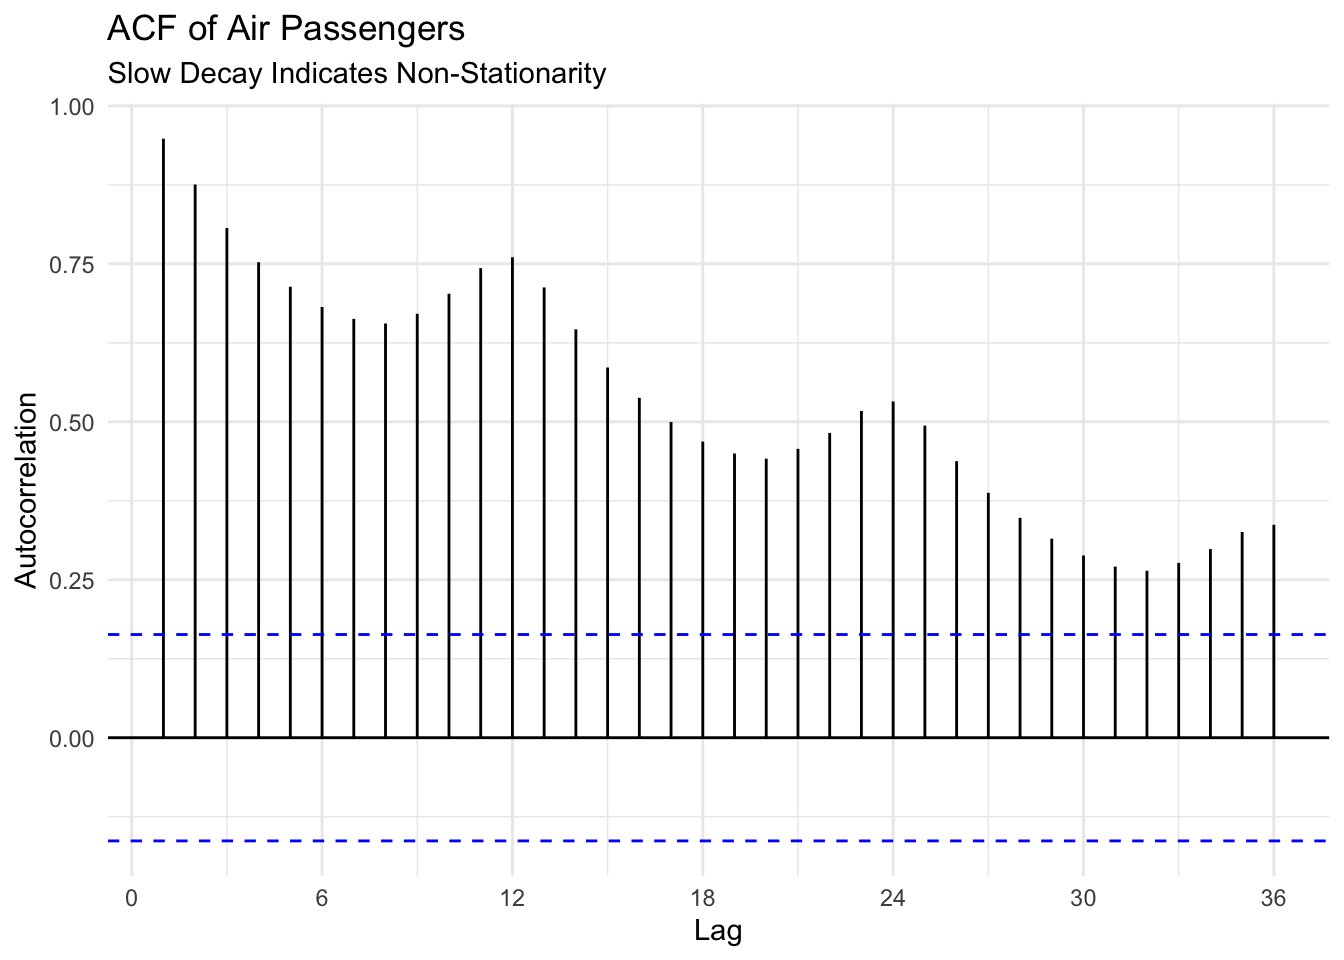 ACF of Air Passengers
Slow Decay Indicates Non-Stationarity
1.00
0.75
0.50
0.25
0.00
Autocorrelation
0 6 12 18 24 30 36
Lag